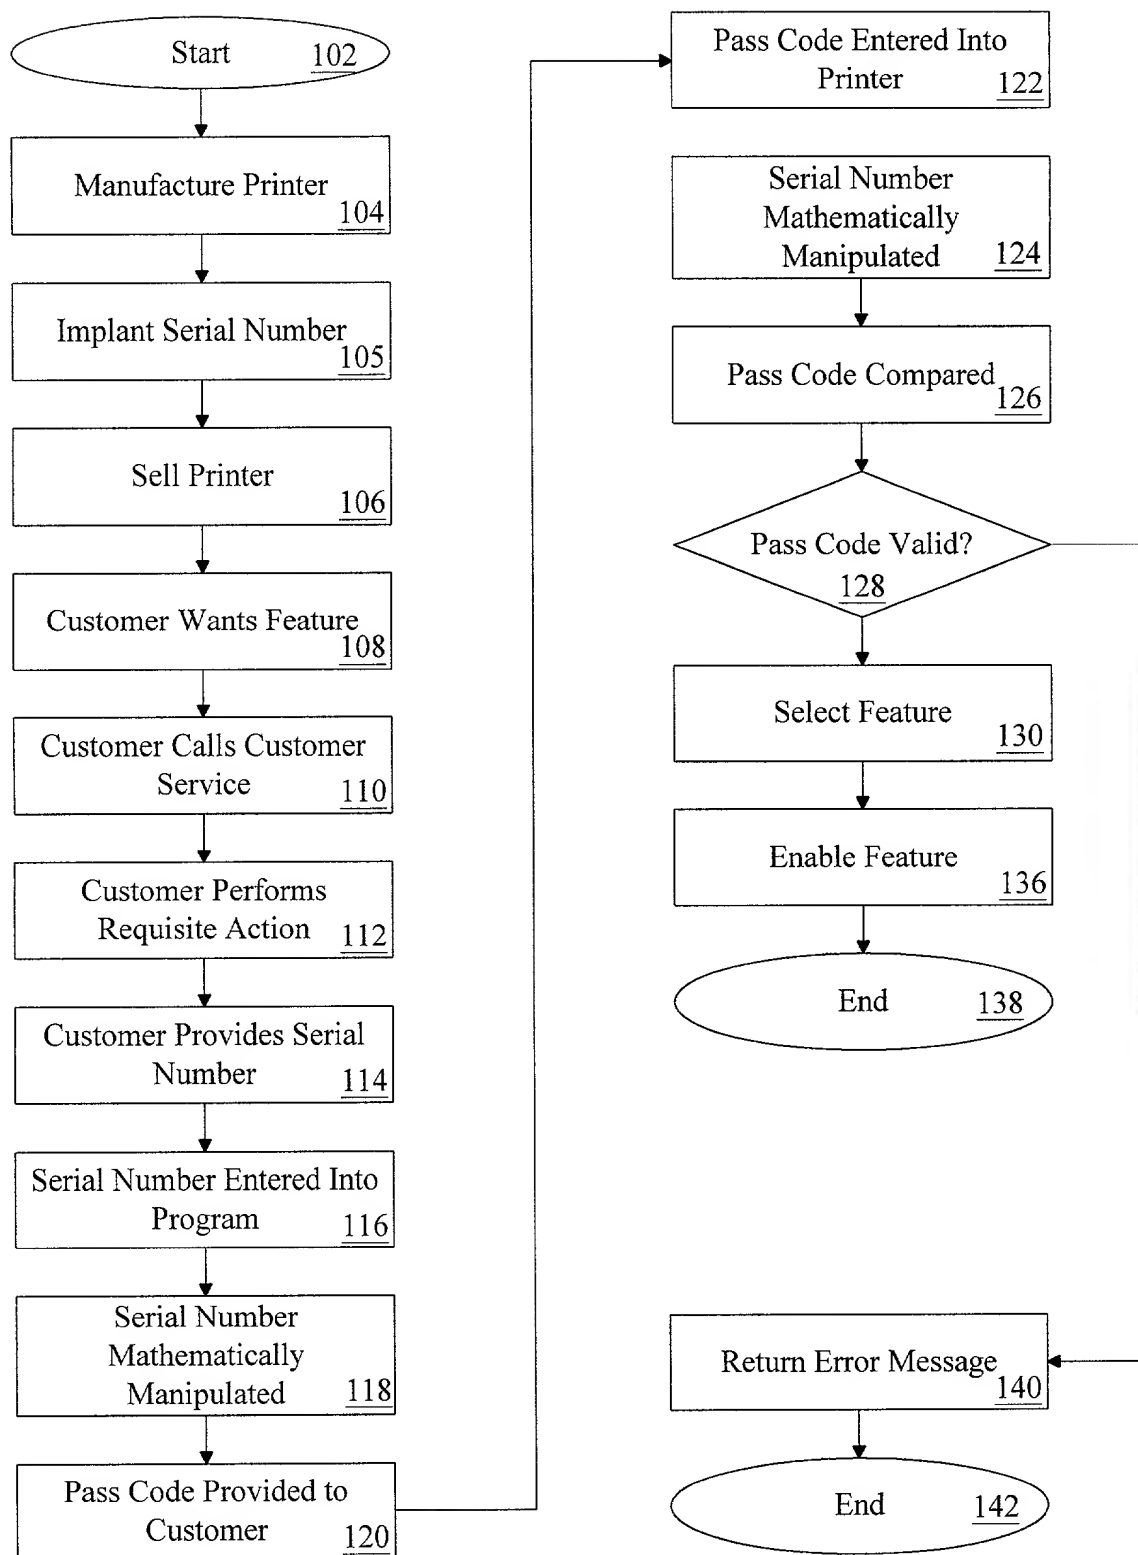 Start 102
Manufacture Printer
104
Implant Serial Number
105
Sell Printer
106
Customer Wants Feature
108
Customer Calls Customer
Service 110
Customer Performs
Requisite Action 112
Customer Provides Serial
Number 114
Serial Number Entered Into
Program 116
Serial Number
Mathematically
Manipulated 118
Pass Code Provided to
Customer 120
Pass Code Entered Into
Printer 122
Serial Number
Mathematically
Manipulated 124
Pass Code Compared
126
Pass Code Valid?
128
Select Feature
130
Enable Feature
136
End 138
Return Error Message
140
End 142